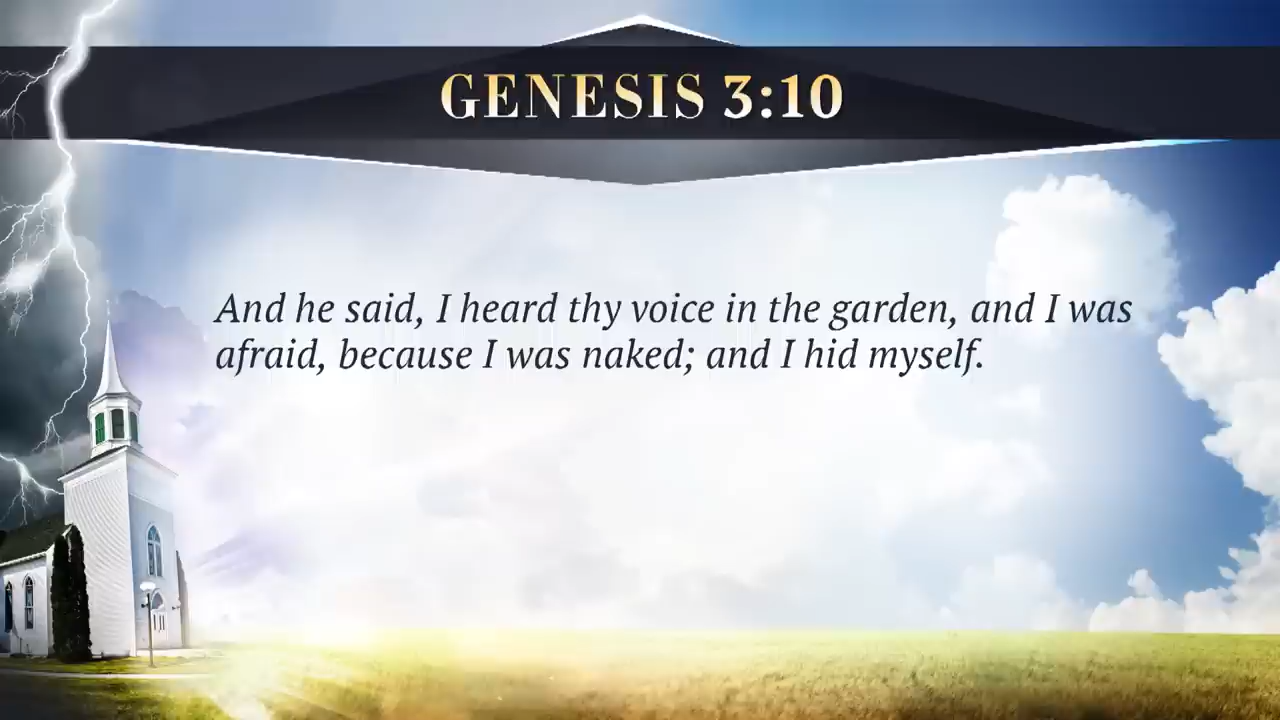 GENESIS 3:10
And he said, I heard thy voice in the garden, and I was
afraid, because I was naked; and I hid myself.